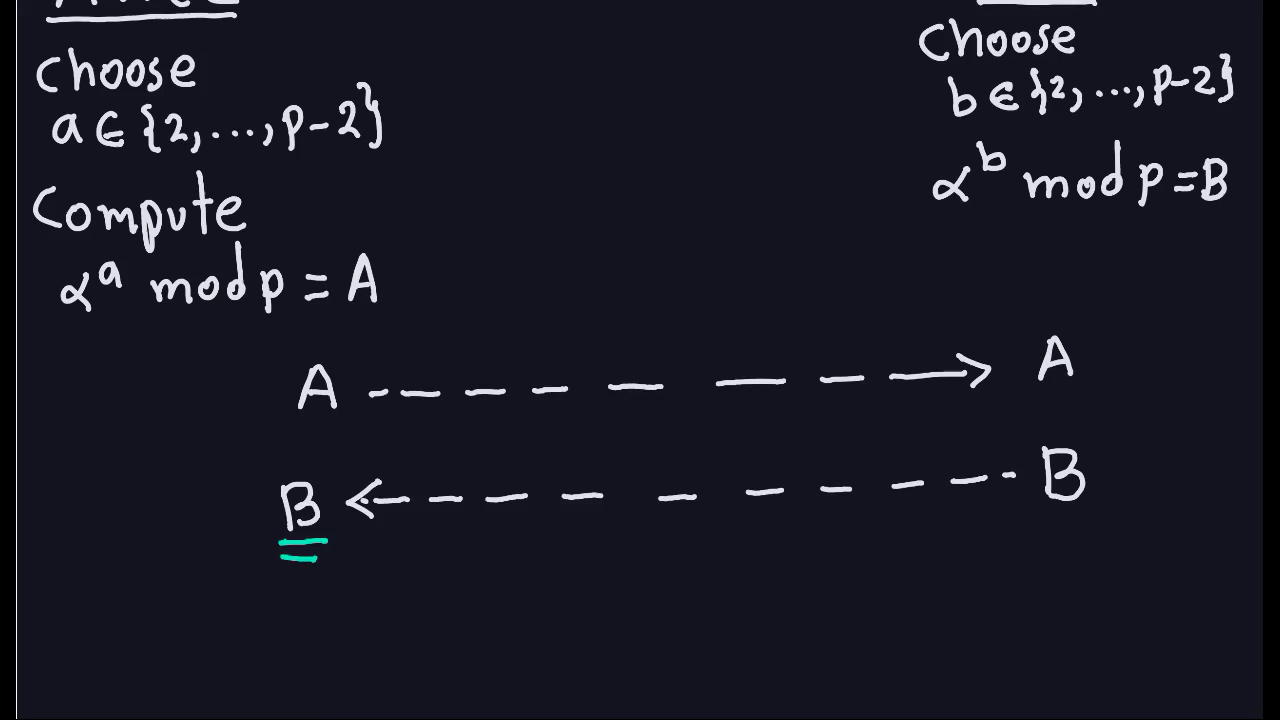 Choose
a ∈ {2, ..., p-2}
Compute
α^a mod p = A
Choose
b ∈ {2, ..., p-2}
α^b mod p = B
A A
B B